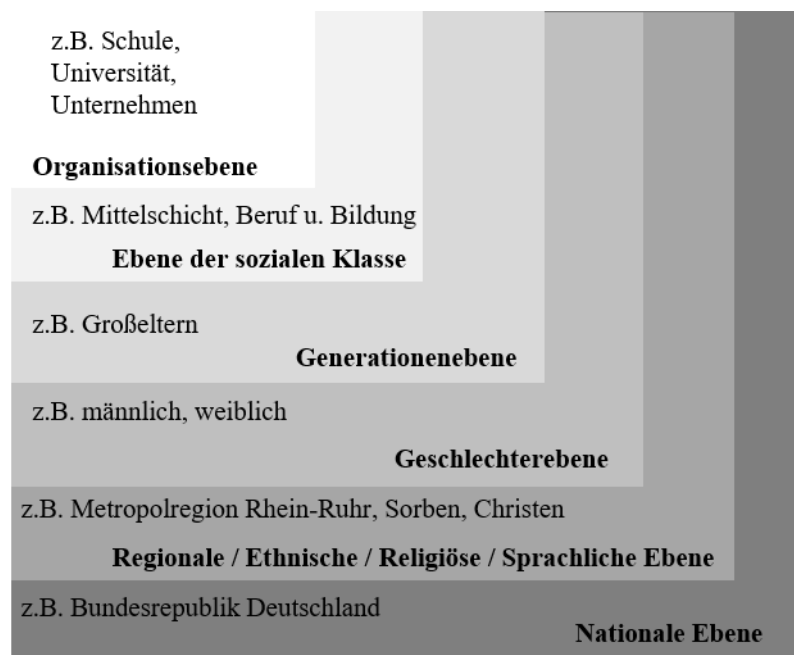 z.B. Schule,
Universität,
Unternehmen
Organisationsebene
z.B. Mittelschicht, Beruf u. Bildung
Ebene der sozialen Klasse
z.B. Großeltern
Generationenebene
z.B. männlich, weiblich
Geschlechterebene
z.B. Metropolregion Rhein-Ruhr, Sorben, Christen
Regionale / Ethnische / Religiöse / Sprachliche Ebene
z.B. Bundesrepublik Deutschland
Nationale Ebene